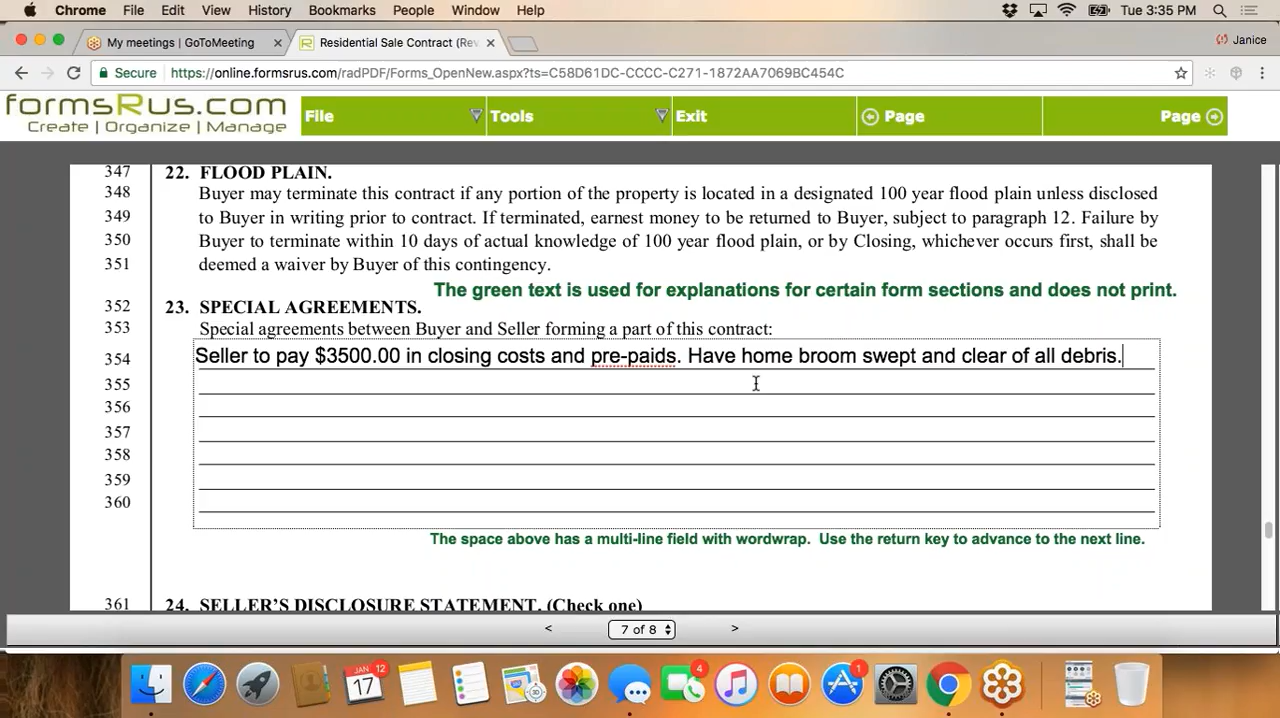 Chrome File Edit View History Bookmarks People Window Help Tue 3:35 PM
My meetings | GoToMeeting × Residential Sale Contract (Rev × Janice
Secure https://online.formsrus.com/radPDF/Forms_OpenNew.aspx?ts=C58D61DC-CCCC-C271-1872AA7069BC454C
formsRus.com
Create | Organize | Manage
File Tools Exit Page Page
347 22. FLOOD PLAIN.
348 Buyer may terminate this contract if any portion of the property is located in a designated 100 year flood plain unless disclosed
349 to Buyer in writing prior to contract. If terminated, earnest money to be returned to Buyer, subject to paragraph 12. Failure by
350 Buyer to terminate within 10 days of actual knowledge of 100 year flood plain, or by Closing, whichever occurs first, shall be
351 deemed a waiver by Buyer of this contingency.
The green text is used for explanations for certain form sections and does not print.
352 23. SPECIAL AGREEMENTS.
353 Special agreements between Buyer and Seller forming a part of this contract:
354 Seller to pay $3500.00 in closing costs and pre-paids. Have home broom swept and clear of all debris.
355
356
357
358
359
360
The space above has a multi-line field with wordwrap. Use the return key to advance to the next line.
361 24. SELLER'S DISCLOSURE STATEMENT. (Check one)
< 7 of 8 >
JAN 12
17
4
1
30